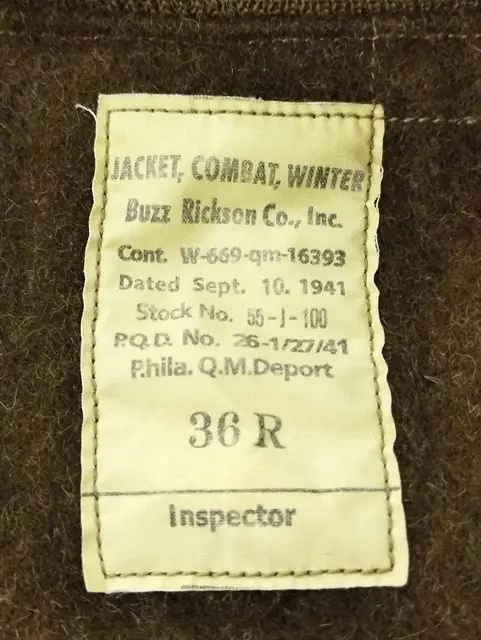 JACKET, COMBAT, WINTER
Buzz Rickson Co., Inc.
Cont. W-669-qm-16393
Dated Sept. 10. 1941
Stock No. 55-J-100
P.Q.D. No. 26-1/27/41
P.hila. Q.M.Deport
36 R
Inspector